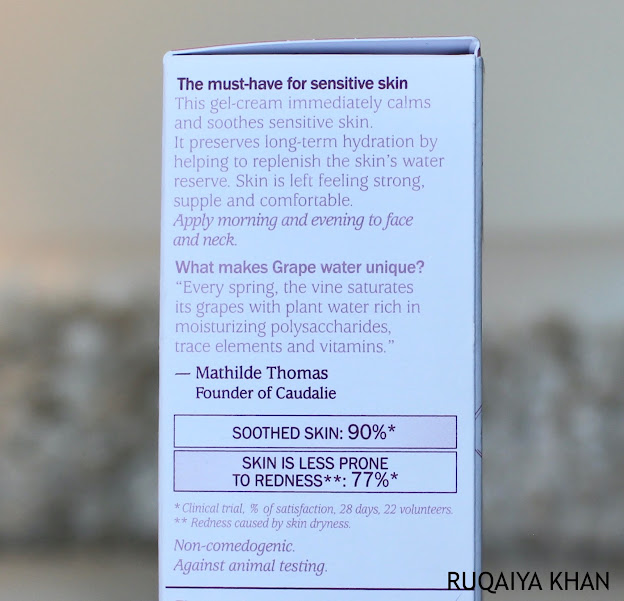 The must-have for sensitive skin
This gel-cream immediately calms
and soothes sensitive skin.
It preserves long-term hydration by
helping to replenish the skin's water
reserve. Skin is left feeling strong,
supple and comfortable.
Apply morning and evening to face
and neck.
What makes Grape water unique?
“Every spring, the vine saturates
its grapes with plant water rich in
moisturizing polysaccharides,
trace elements and vitamins.”
— Mathilde Thomas
Founder of Caudalie
SOOTHED SKIN: 90%*
SKIN IS LESS PRONE
TO REDNESS**: 77%*
* Clinical trial, % of satisfaction, 28 days, 22 volunteers.
** Redness caused by skin dryness.
Non-comedogenic.
Against animal testing.
RUQAIYA KHAN